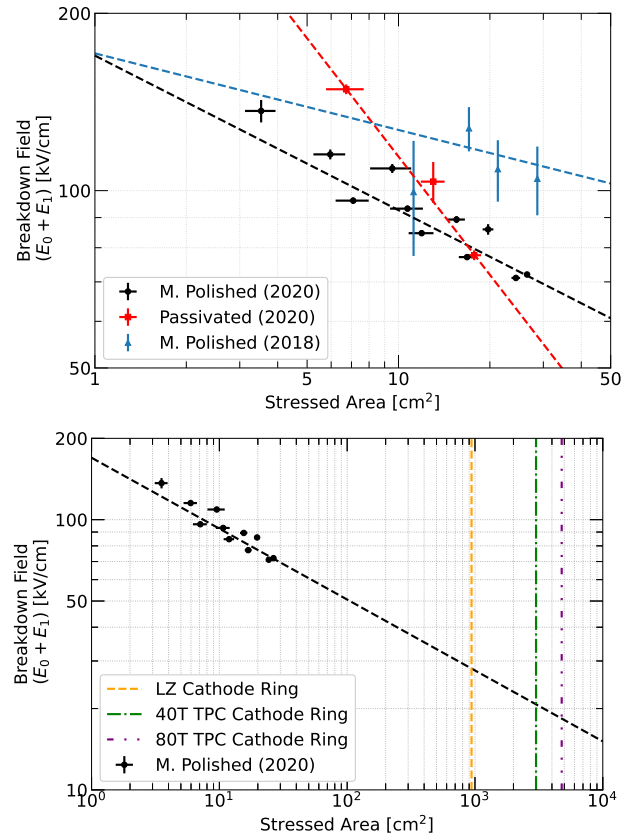 200
100
50
Breakdown Field
(E₀ + E₁) [kV/cm]
M. Polished (2020)
Passivated (2020)
M. Polished (2018)
1
5
10
50
Stressed Area [cm²]
200
100
50
20
10
Breakdown Field
(E₀ + E₁) [kV/cm]
LZ Cathode Ring
40T TPC Cathode Ring
80T TPC Cathode Ring
M. Polished (2020)
10⁰
10¹
10²
10³
10⁴
Stressed Area [cm²]